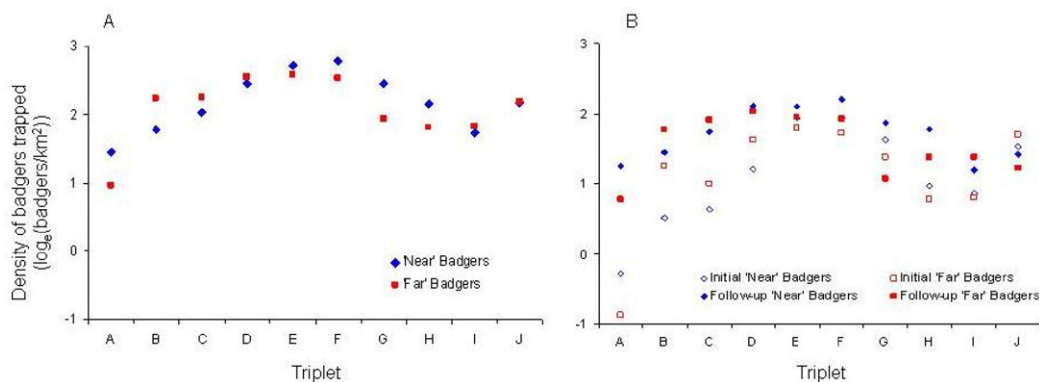 A
Density of badgers trapped
(logₑ(badgers/km²))
3
2
1
0
-1
'Near' Badgers
'Far' Badgers
A B C D E F G H I J
Triplet
B
3
2
1
0
-1
Initial 'Near' Badgers
Initial 'Far' Badgers
Follow-up 'Near' Badgers
Follow-up 'Far' Badgers
A B C D E F G H I J
Triplet